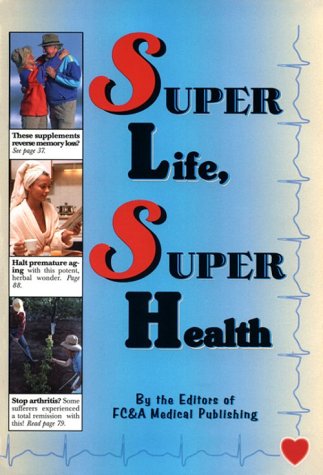 SUPER
Life,
SUPER
Health
These supplements
reverse memory loss?
See page 37.
Halt premature ag-
ing with this potent,
herbal wonder. Page
88.
Stop arthritis? Some
sufferers experienced
a total remission with
this! Read page 79.
By the Editors of
FC&A Medical Publishing